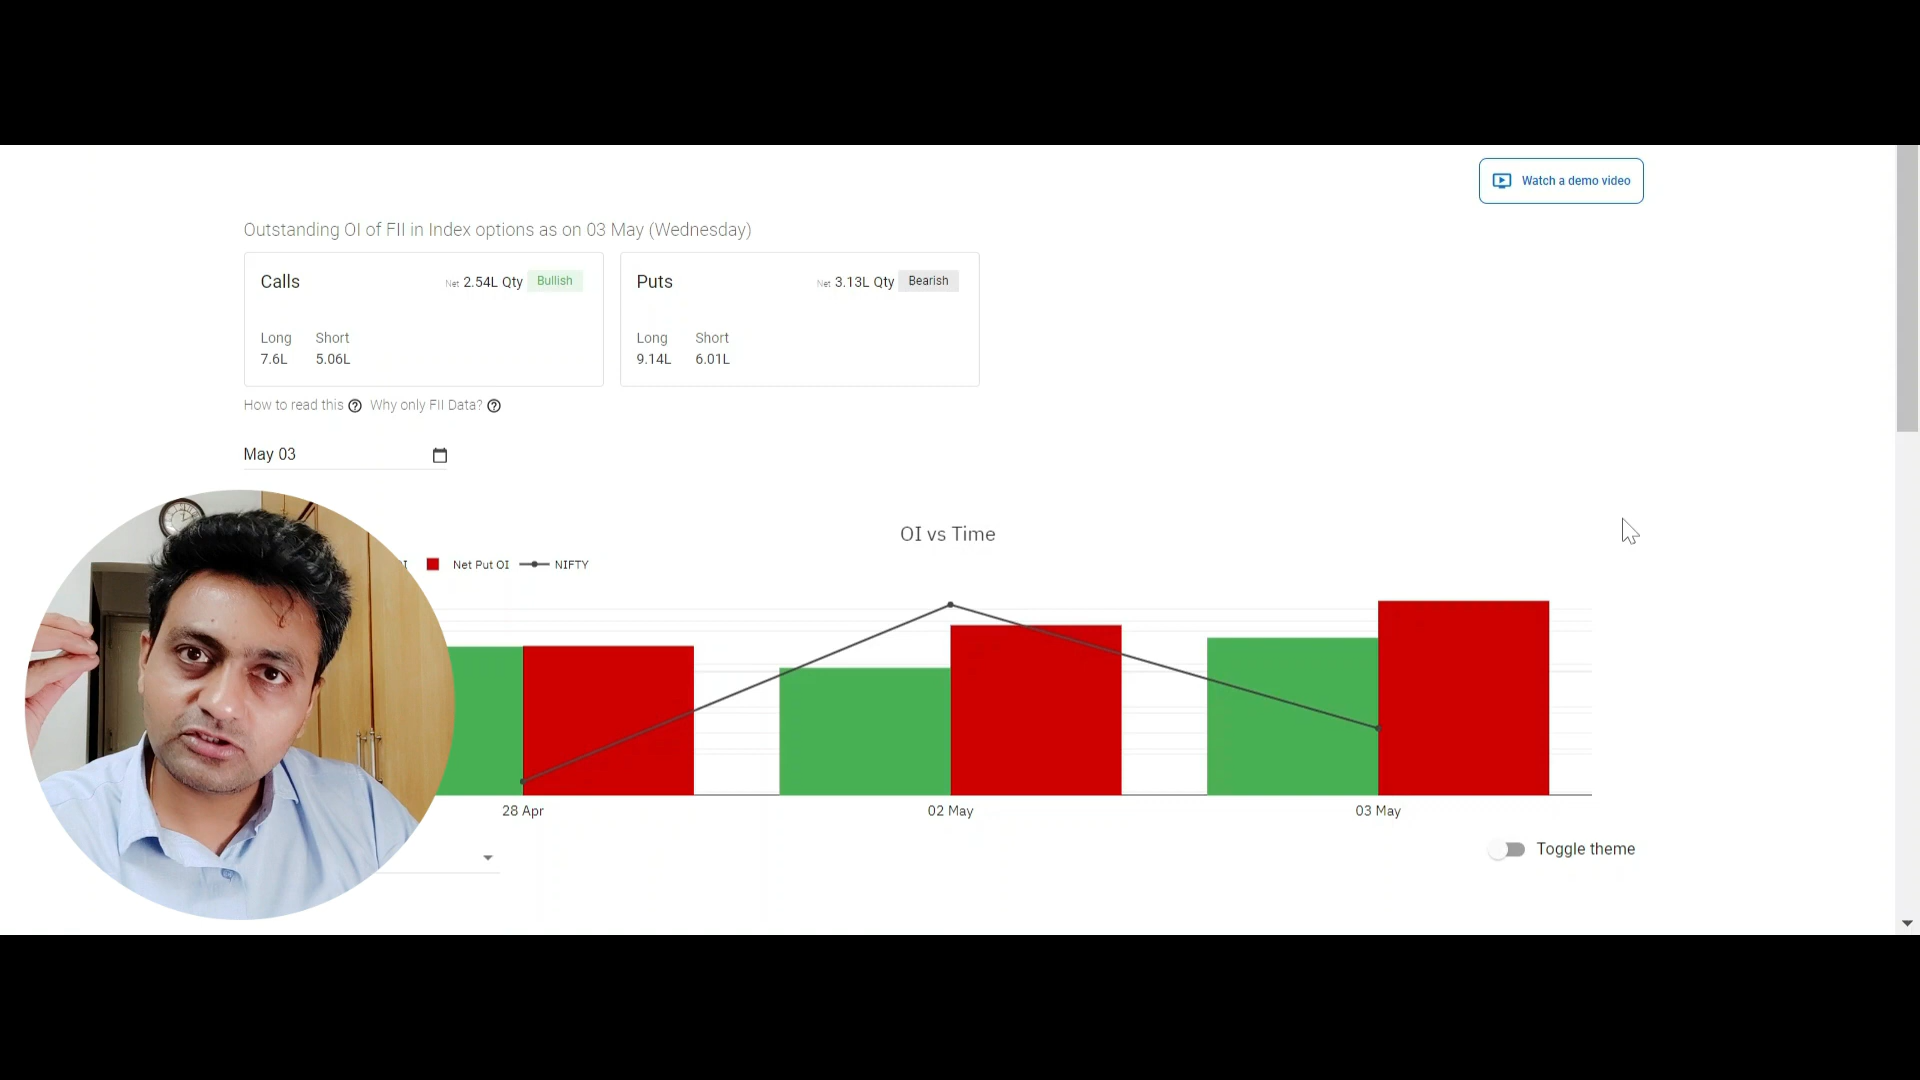 Watch a demo video
Outstanding OI of FII in Index options as on 03 May (Wednesday)
Calls Net 2.54L Qty Bullish
Long Short
7.6L 5.06L
Puts Net 3.13L Qty Bearish
Long Short
9.14L 6.01L
How to read this Why only FII Data?
May 03
OI vs Time
Net Put OI NIFTY
28 Apr 02 May 03 May
Toggle theme